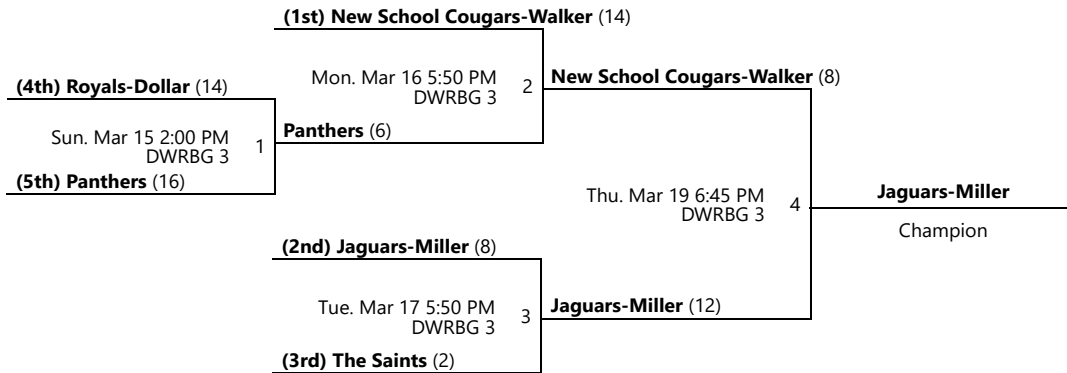 (1st) New School Cougars-Walker (14)
Mon. Mar 16 5:50 PM
DWRBG 3
2
New School Cougars-Walker (8)
(4th) Royals-Dollar (14)
Sun. Mar 15 2:00 PM
DWRBG 3
1
Panthers (6)
(5th) Panthers (16)
Thu. Mar 19 6:45 PM
DWRBG 3
4
Jaguars-Miller
Champion
(2nd) Jaguars-Miller (8)
Tue. Mar 17 5:50 PM
DWRBG 3
3
Jaguars-Miller (12)
(3rd) The Saints (2)